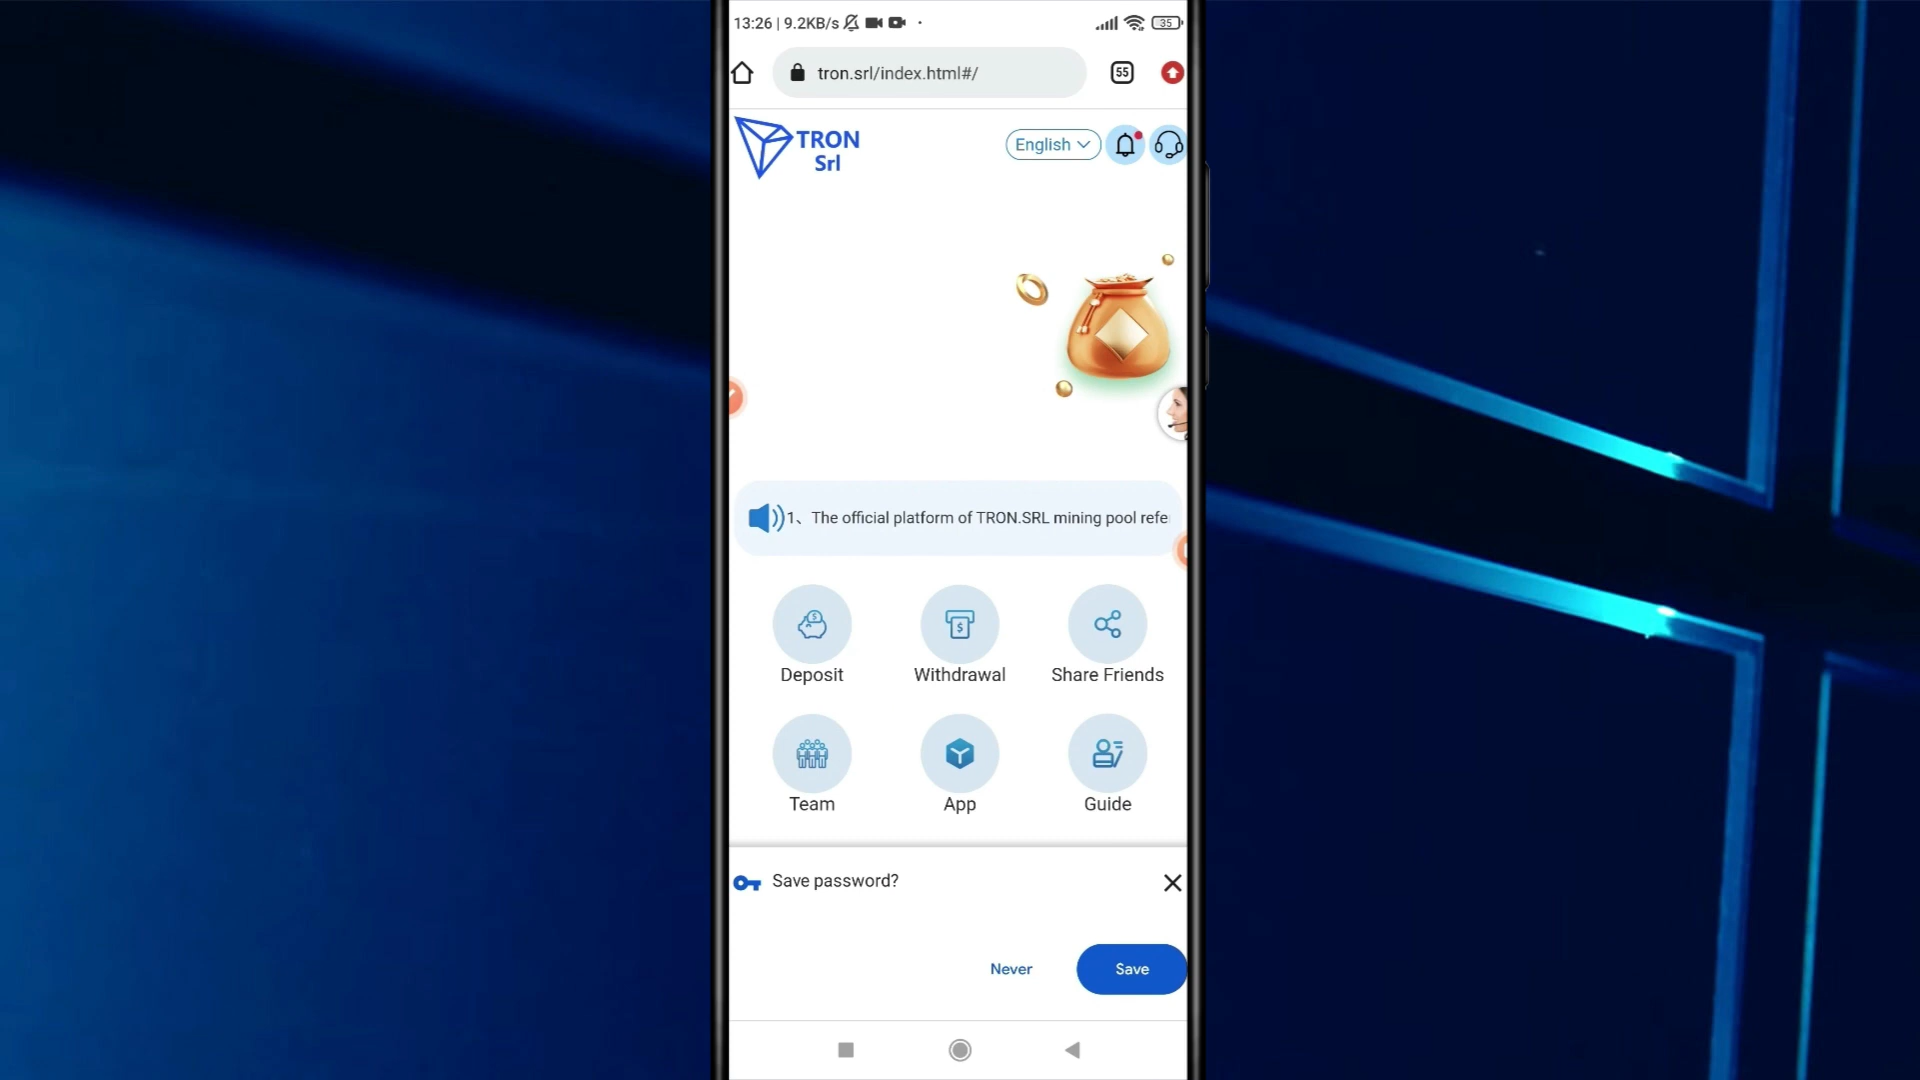 13:26 | 9.2KB/s
35
tron.srl/index.html#/
55
TRON
Srl
English
1、 The official platform of TRON.SRL mining pool refe
Deposit
Withdrawal
Share Friends
Team
App
Guide
Save password?
Never
Save